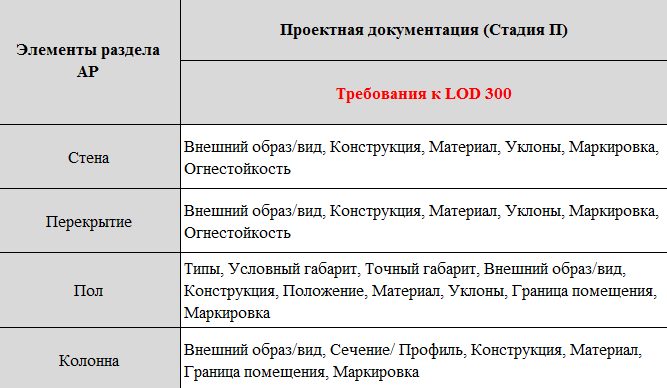 Элементы раздела
АР
Проектная документация (Стадия П)
Требования к LOD 300
Стена
Внешний образ/вид, Конструкция, Материал, Уклоны, Маркировка,
Огнестойкость
Перекрытие
Внешний образ/вид, Конструкция, Материал, Уклоны, Маркировка,
Огнестойкость
Пол
Типы, Условный габарит, Точный габарит, Внешний образ/вид,
Конструкция, Положение, Материал, Уклоны, Граница помещения,
Маркировка
Колонна
Внешний образ/вид, Сечение/ Профиль, Конструкция, Материал,
Граница помещения, Маркировка